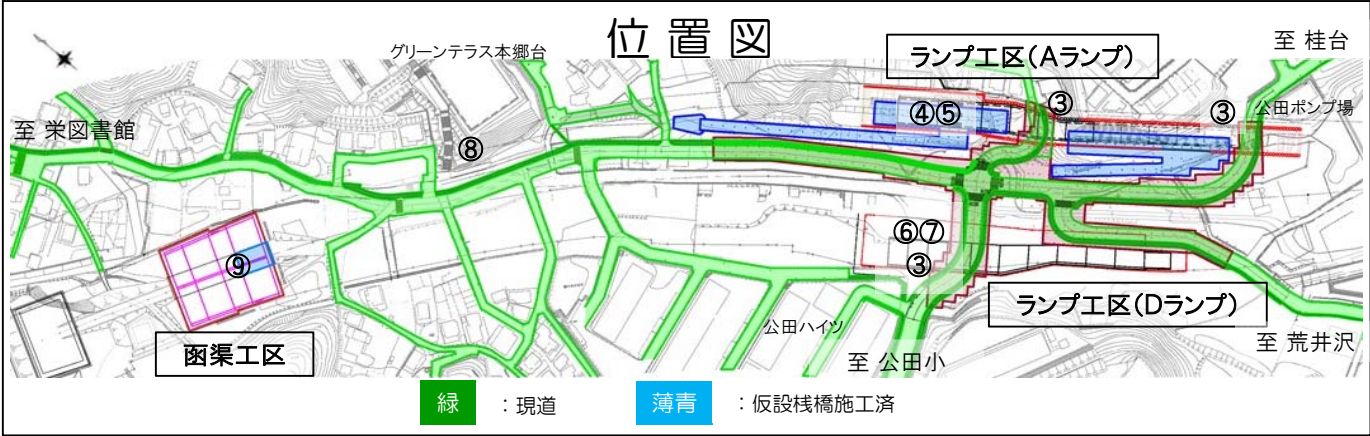 位置図
グリーンテラス本郷台
ランプ工区(Aランプ)
至 桂台
至 栄図書館
④⑤
③
③
公田ポンプ場
⑧
⑥⑦
③
⑨
函渠工区
公田ハイツ
ランプ工区(Dランプ)
至 公田小
至 荒井沢
緑 :現道
薄青 :仮設桟橋施工済